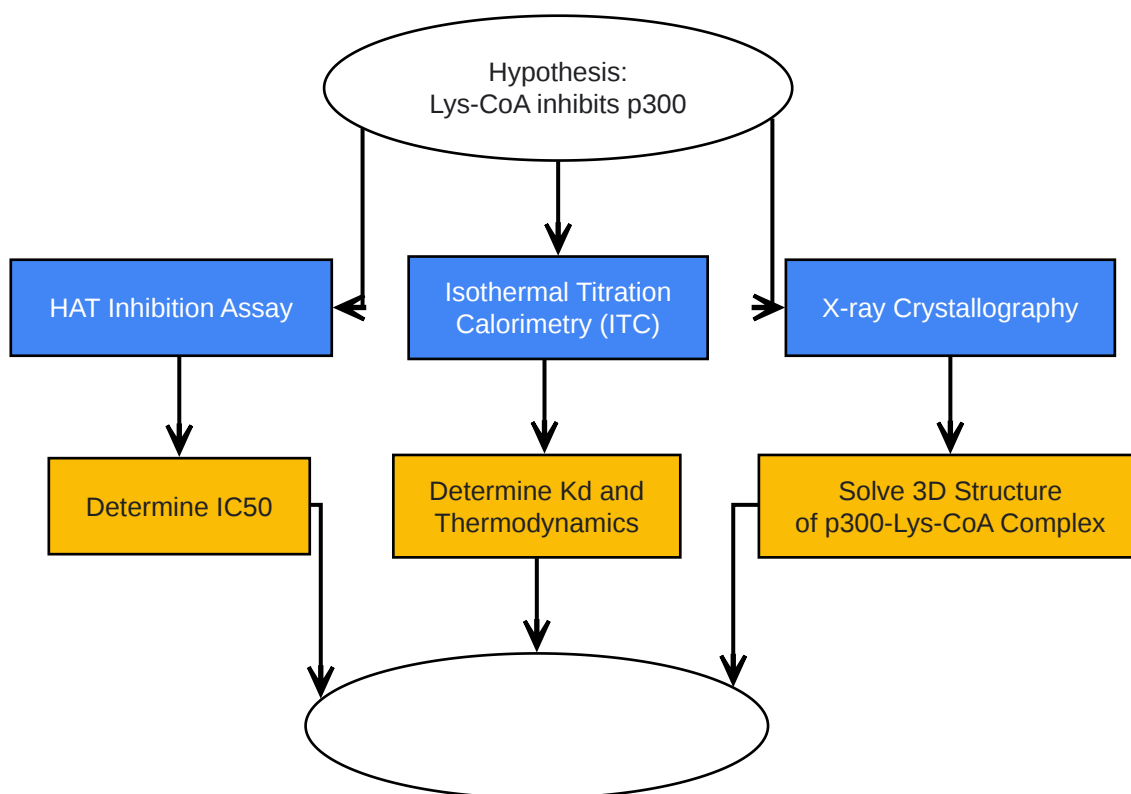 Hypothesis:
Lys-CoA inhibits p300
HAT Inhibition Assay
Isothermal Titration
Calorimetry (ITC)
X-ray Crystallography
Determine IC50
Determine Kd and
Thermodynamics
Solve 3D Structure
of p300-Lys-CoA Complex